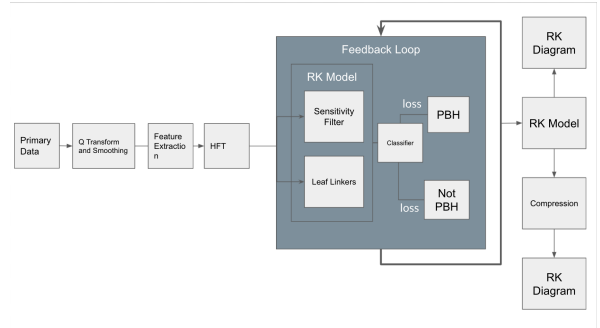 Primary
Data
Q Transform
and Smoothing
Feature
Extractio
n
HFT
Feedback Loop
RK Model
Sensitivity
Filter
Leaf Linkers
Classifier
loss
PBH
loss
Not
PBH
RK
Diagram
RK Model
Compression
RK
Diagram